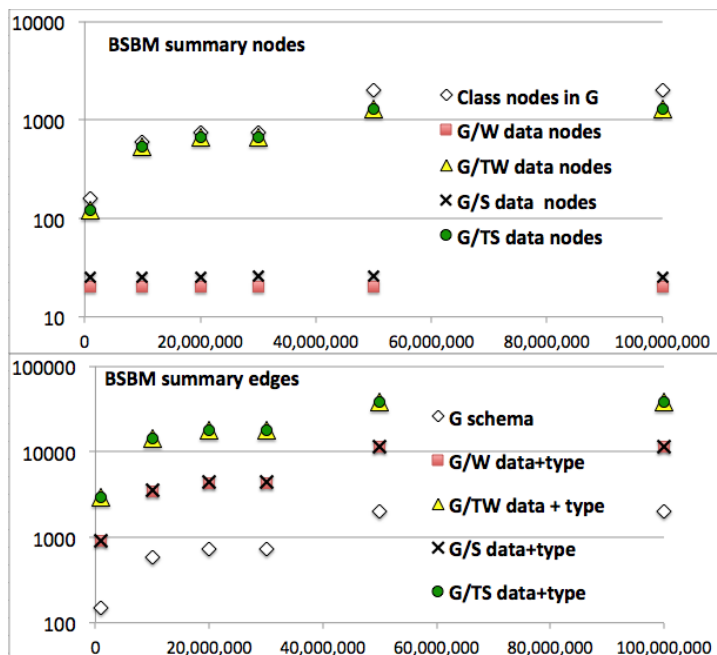 10000
BSBM summary nodes
Class nodes in G
1000
G/W data nodes
G/TW data nodes
G/S data nodes
100
G/TS data nodes
10
0
20,000,000
40,000,000
60,000,000
80,000,000
100,000,000
100000
BSBM summary edges
G schema
10000
G/W data+type
G/TW data + type
1000
G/S data+type
G/TS data+type
100
0
20,000,000
40,000,000
60,000,000
80,000,000
100,000,000